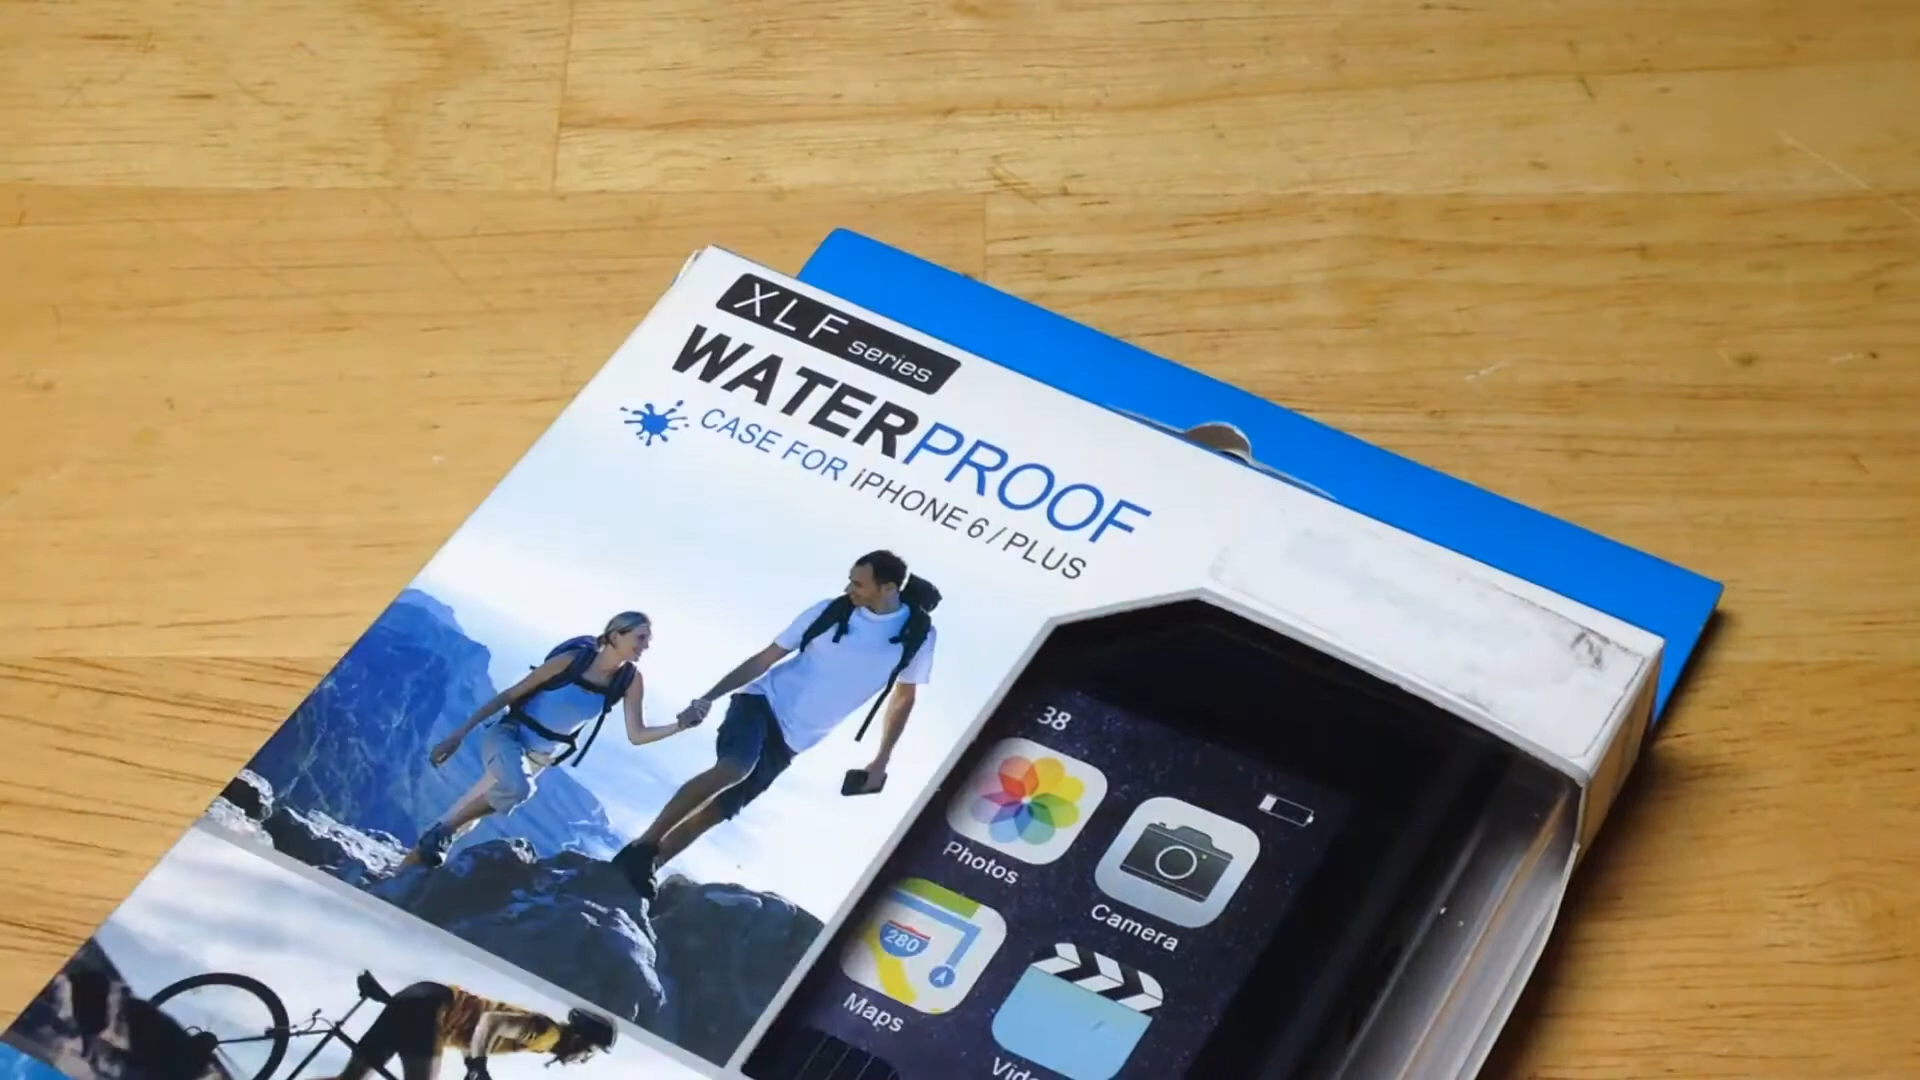 XLF series
WATERPROOF
CASE FOR iPHONE 6 / PLUS
38
Photos
Camera
280
Maps